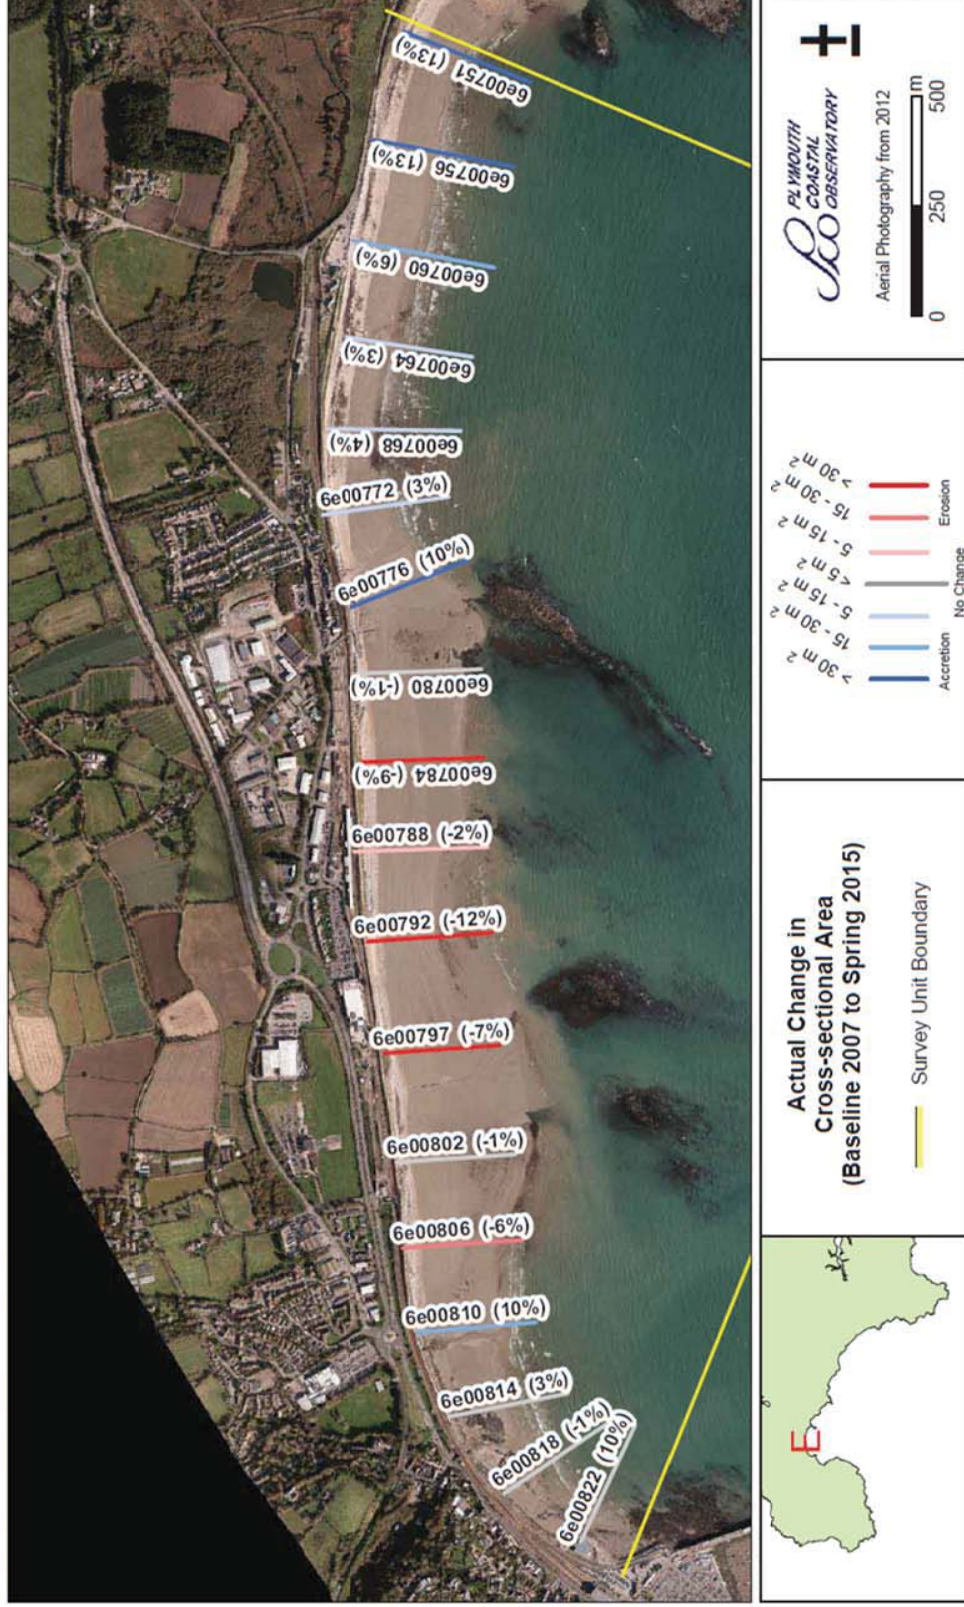 6e00751 (13%)
6e00756 (13%)
6e00760 (6%)
6e00764 (3%)
6e00768 (4%)
6e00772 (3%)
6e00776 (10%)
6e00780 (-1%)
6e00784 (-9%)
6e00788 (-2%)
6e00792 (-12%)
6e00797 (-7%)
6e00802 (-1%)
6e00806 (-6%)
6e00810 (10%)
6e00814 (3%)
6e00818 (-1%)
6e00822 (10%)
Actual Change in
Cross-sectional Area
(Baseline 2007 to Spring 2015)
Survey Unit Boundary
> 30 m²
15 - 30 m²
5 - 15 m²
< 5 m²
5 - 15 m²
15 - 30 m²
> 30 m²
Accretion
No Change
Erosion
PCO
PLYMOUTH
COASTAL
OBSERVATORY
Aerial Photography from 2012
0 250 500
m